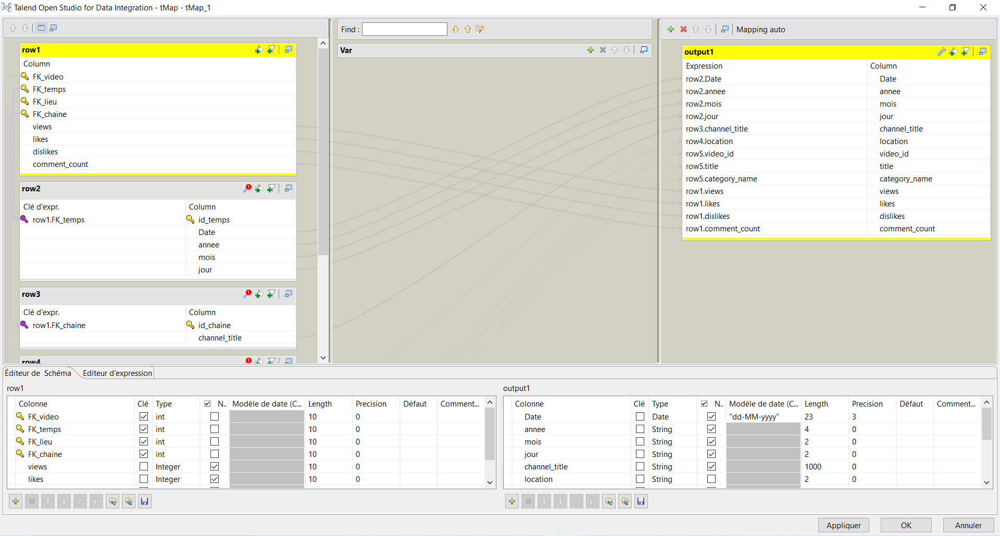 Talend Open Studio for Data Integration - tMap - tMap_1
Find :
Mapping auto
row1
Column
FK_video
FK_temps
FK_lieu
FK_chaine
views
likes
dislikes
comment_count
row2
Clé d'expr. Column
row1.FK_temps id_temps
Date
annee
mois
jour
row3
Clé d'expr. Column
row1.FK_chaine id_chaine
channel_title
row4
Var
output1
Expression Column
row2.Date Date
row2.annee annee
row2.mois mois
row2.jour jour
row3.channel_title channel_title
row4.location location
row5.video_id video_id
row5.title title
row5.category_name category_name
row1.views views
row1.likes likes
row1.dislikes dislikes
row1.comment_count comment_count
Éditeur de Schéma Editeur d'expression
row1
Colonne Clé Type N.. Modèle de date (C... Length Precision Défaut Comment...
FK_video int 10 0
FK_temps int 10 0
FK_lieu int 10 0
FK_chaine int 10 0
views Integer 10 0
likes Integer 10 0
output1
Colonne Clé Type N.. Modèle de date (C... Length Precision Défaut Comment...
Date Date "dd-MM-yyyy" 23 3
annee String 4 0
mois String 2 0
jour String 2 0
channel_title String 1000 0
location String 2 0
Appliquer OK Annuler